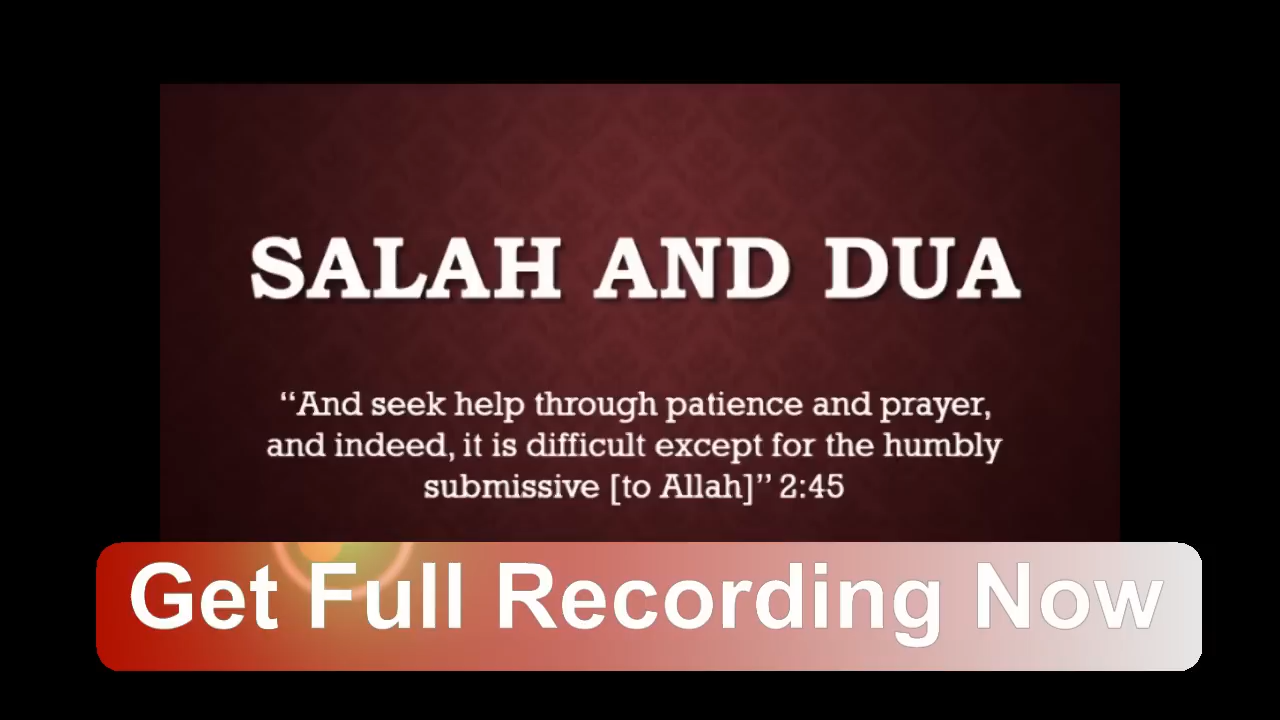 SALAH AND DUA
“And seek help through patience and prayer,
and indeed, it is difficult except for the humbly
submissive [to Allah]” 2:45
Get Full Recording Now